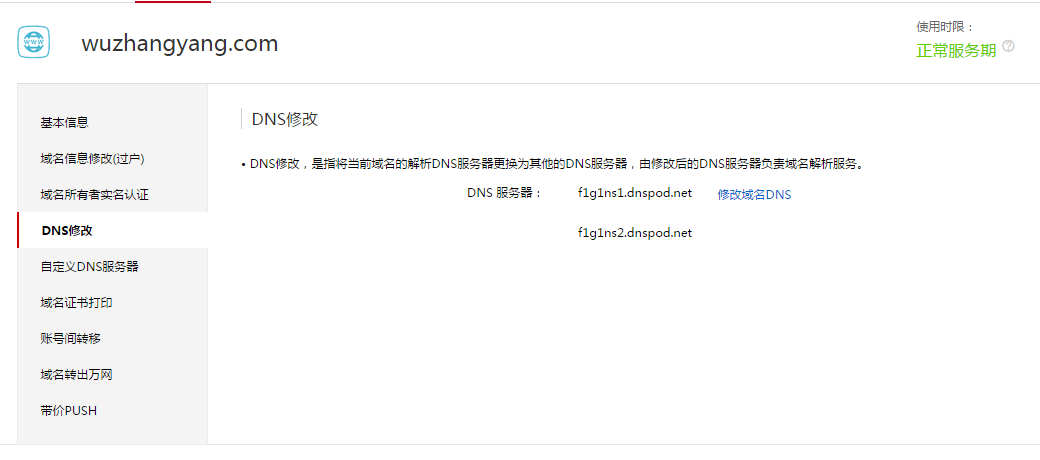 www
wuzhangyang.com
使用时限：
正常服务期 ?
基本信息
域名信息修改(过户)
域名所有者实名认证
DNS修改
自定义DNS服务器
域名证书打印
账号间转移
域名转出万网
带价PUSH
DNS修改
• DNS修改，是指将当前域名的解析DNS服务器更换为其他的DNS服务器，由修改后的DNS服务器负责域名解析服务。
DNS 服务器： f1g1ns1.dnspod.net 修改域名DNS
f1g1ns2.dnspod.net